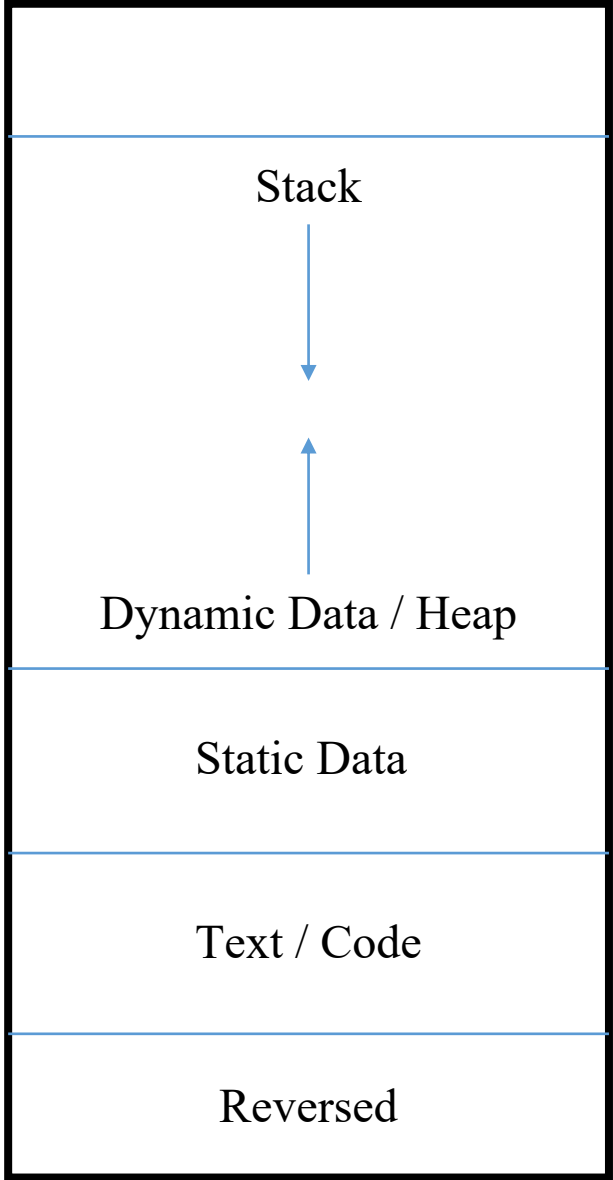 Stack
Dynamic Data / Heap
Static Data
Text / Code
Reversed